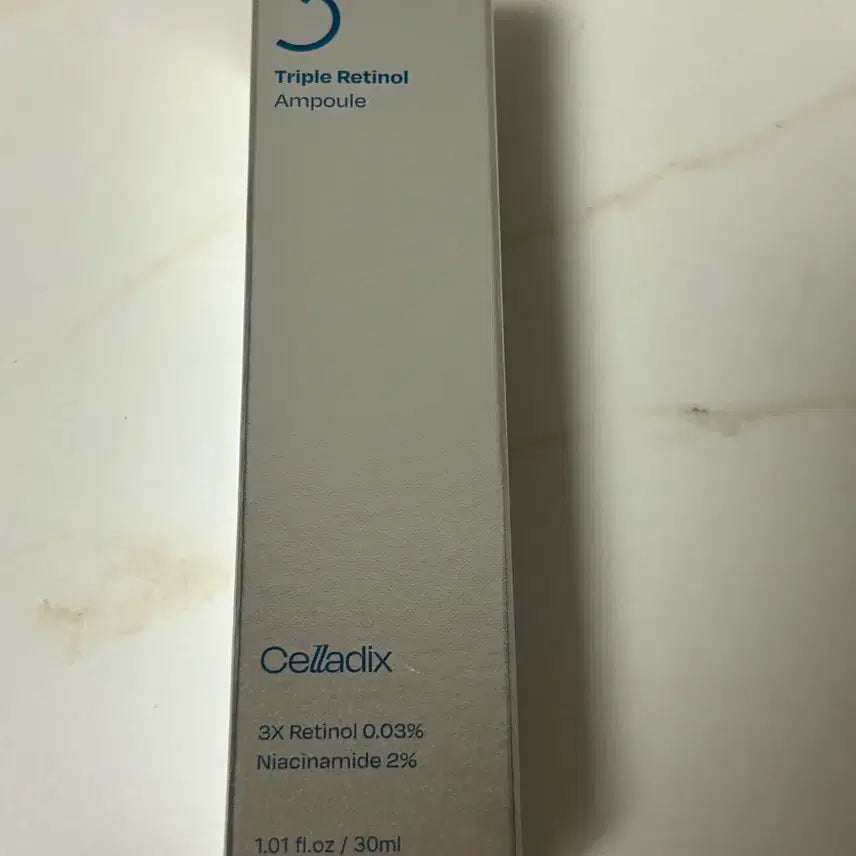 Triple Retinol
Ampoule
Celladix
3X Retinol 0.03%
Niacinamide 2%
1.01 fl.oz / 30ml